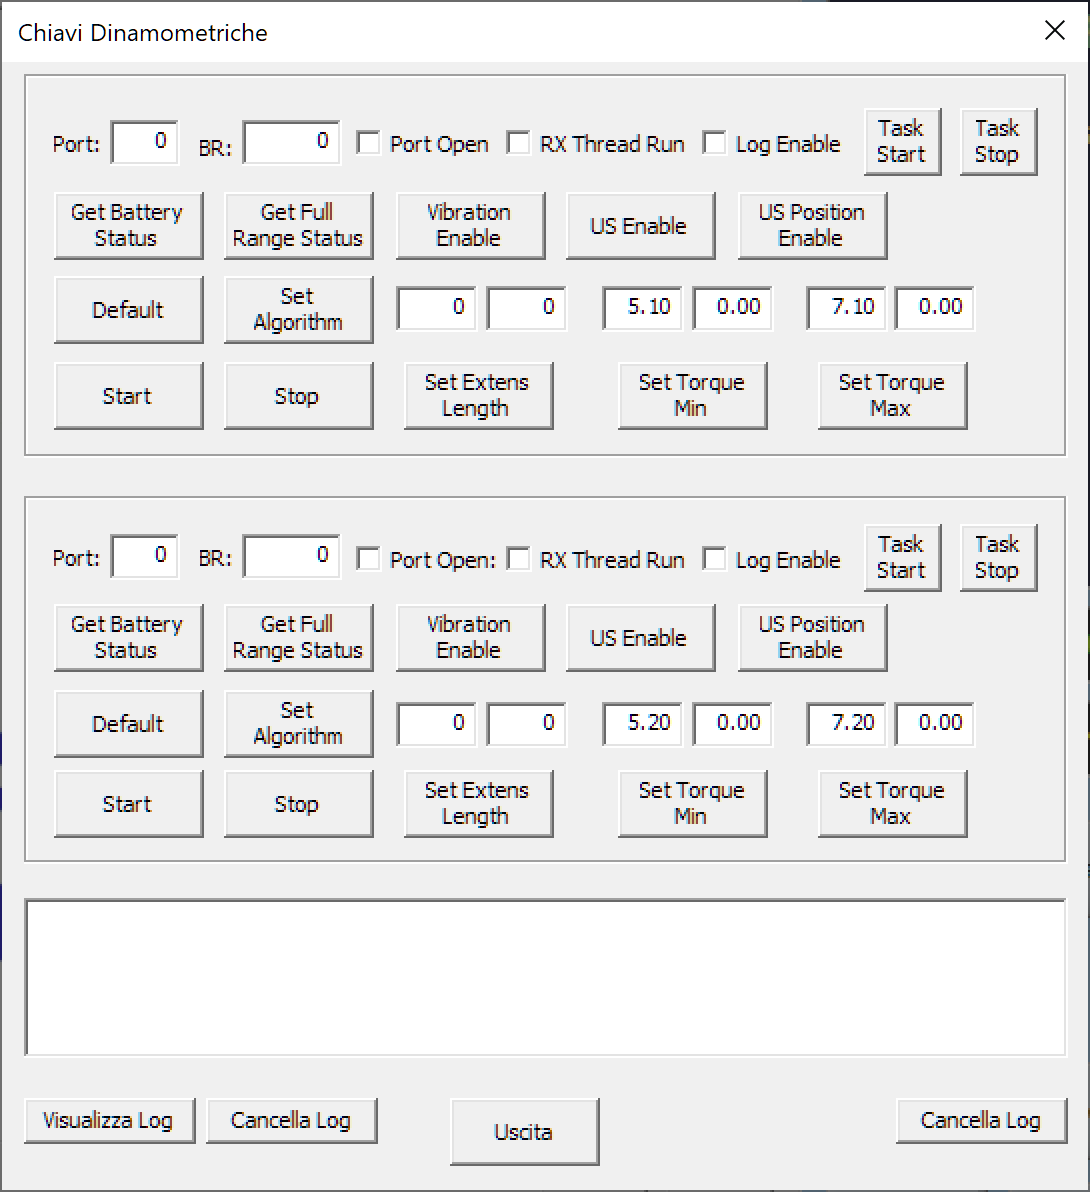 Chiavi Dinamometriche
Port: 0 BR: 0 Port Open RX Thread Run Log Enable Task Start Task Stop
Get Battery Status Get Full Range Status Vibration Enable US Enable US Position Enable
Default Set Algorithm 0 0 5.10 0.00 7.10 0.00
Start Stop Set Extens Length Set Torque Min Set Torque Max
Port: 0 BR: 0 Port Open: RX Thread Run Log Enable Task Start Task Stop
Get Battery Status Get Full Range Status Vibration Enable US Enable US Position Enable
Default Set Algorithm 0 0 5.20 0.00 7.20 0.00
Start Stop Set Extens Length Set Torque Min Set Torque Max
Visualizza Log Cancella Log Uscita Cancella Log